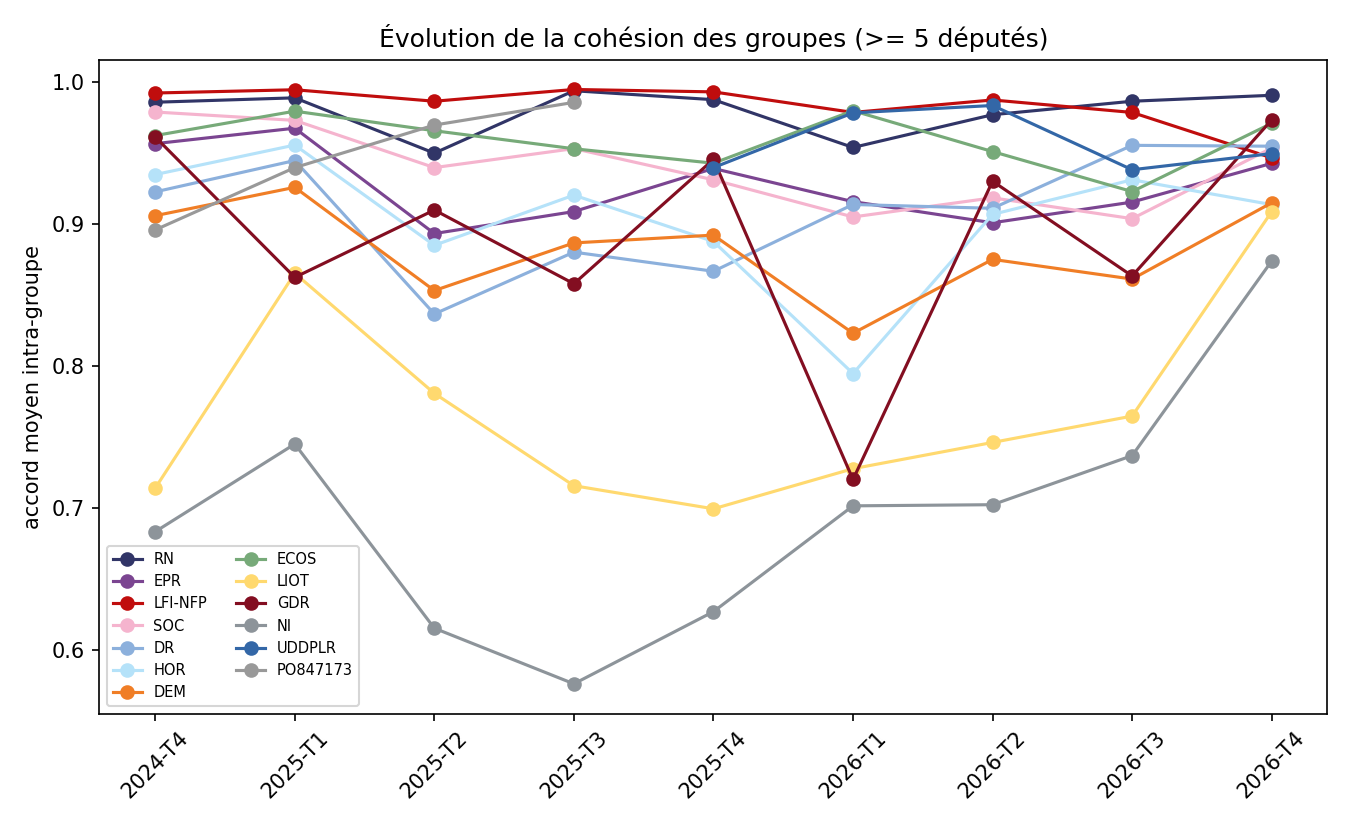 Évolution de la cohésion des groupes (>= 5 députés)
accord moyen intra-groupe
1.0
0.9
0.8
0.7
0.6
RN
EPR
LFI-NFP
SOC
DR
HOR
DEM
ECOS
LIOT
GDR
NI
UDDPLR
PO847173
2024-T4
2025-T1
2025-T2
2025-T3
2025-T4
2026-T1
2026-T2
2026-T3
2026-T4